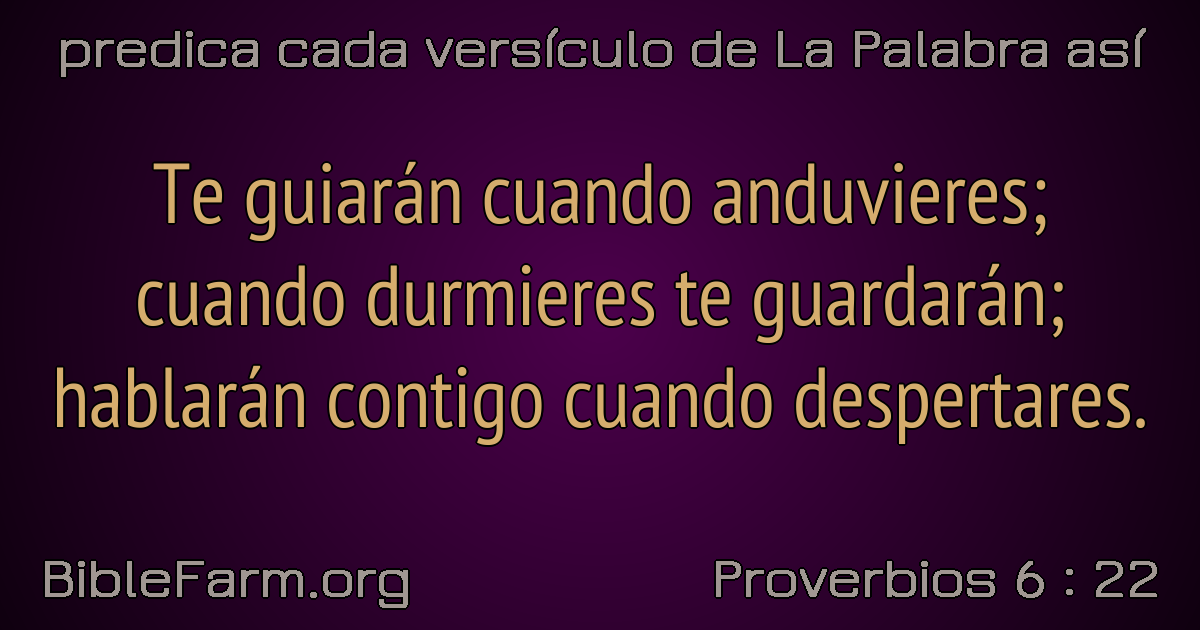 predica cada versículo de La Palabra así
Te guiarán cuando anduvieres;
cuando durmieres te guardarán;
hablarán contigo cuando despertares.
BibleFarm.org
Proverbios 6 : 22